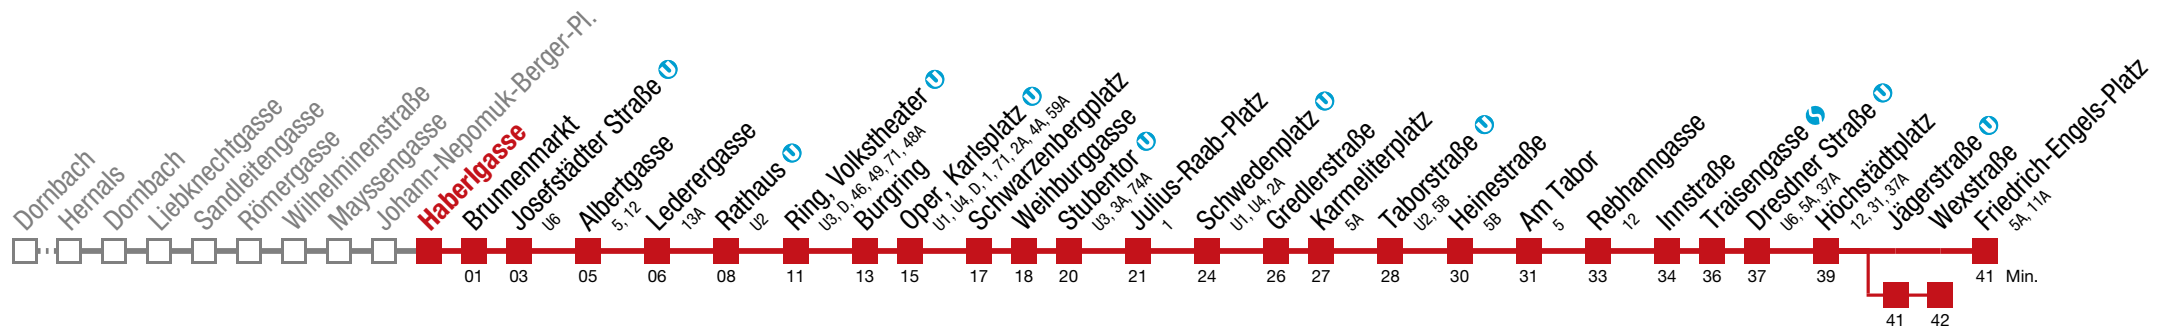 Dornbach
Hernals
Dornbach
Liebknechtgasse
Sandleitengasse
Römergasse
Wilhelminenstraße
Mayssengasse
Johann-Nepomuk-Berger-Pl.
Haberlgasse
Brunnenmarkt
Josefstädter Straße U
U6
Albertgasse
5, 12
Lederergasse
13A
Rathaus U
U2
Ring, Volkstheater U
U3, D, 46, 49, 71, 48A
Burgring
Oper, Karlsplatz U
U1, U4, D, 1, 71, 2A, 4A, 59A
Schwarzenbergplatz
Weihburggasse
Stubentor U
U3, 3A, 74A
Julius-Raab-Platz
1
Schwedenplatz U
U1, U4, 2A
Gredlerstraße
Karmeliterplatz
5A
Taborstraße U
U2, 5B
Heinestraße
5B
Am Tabor
5
Rebhanngasse
12
Innstraße
Traisengasse S
Dresdner Straße U
U6, 5A, 37A
Höchstädtplatz
12, 31, 37A
Jägerstraße U
Wexstraße
Friedrich-Engels-Platz
5A, 11A
01 03 05 06 08 11 13 15 17 18 20 21 24 26 27 28 30 31 33 34 36 37 39 41 Min.
41 42